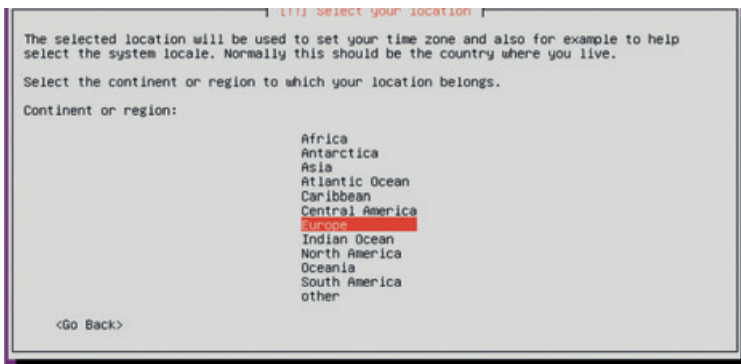 [!!] Select your location
The selected location will be used to set your time zone and also for example to help
select the system locale. Normally this should be the country where you live.
Select the continent or region to which your location belongs.
Continent or region:
Africa
Antarctica
Asia
Atlantic Ocean
Caribbean
Central America
Europe
Indian Ocean
North America
Oceania
South America
other
<Go Back>